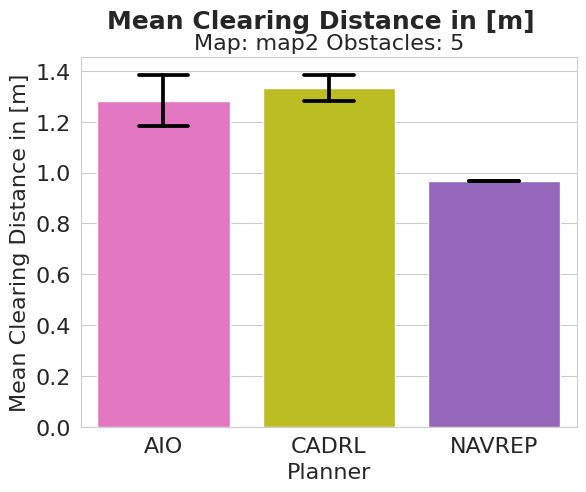 Mean Clearing Distance in [m]
Map: map2 Obstacles: 5
Mean Clearing Distance in [m]
1.4
1.2
1.0
0.8
0.6
0.4
0.2
0.0
AIO CADRL NAVREP
Planner